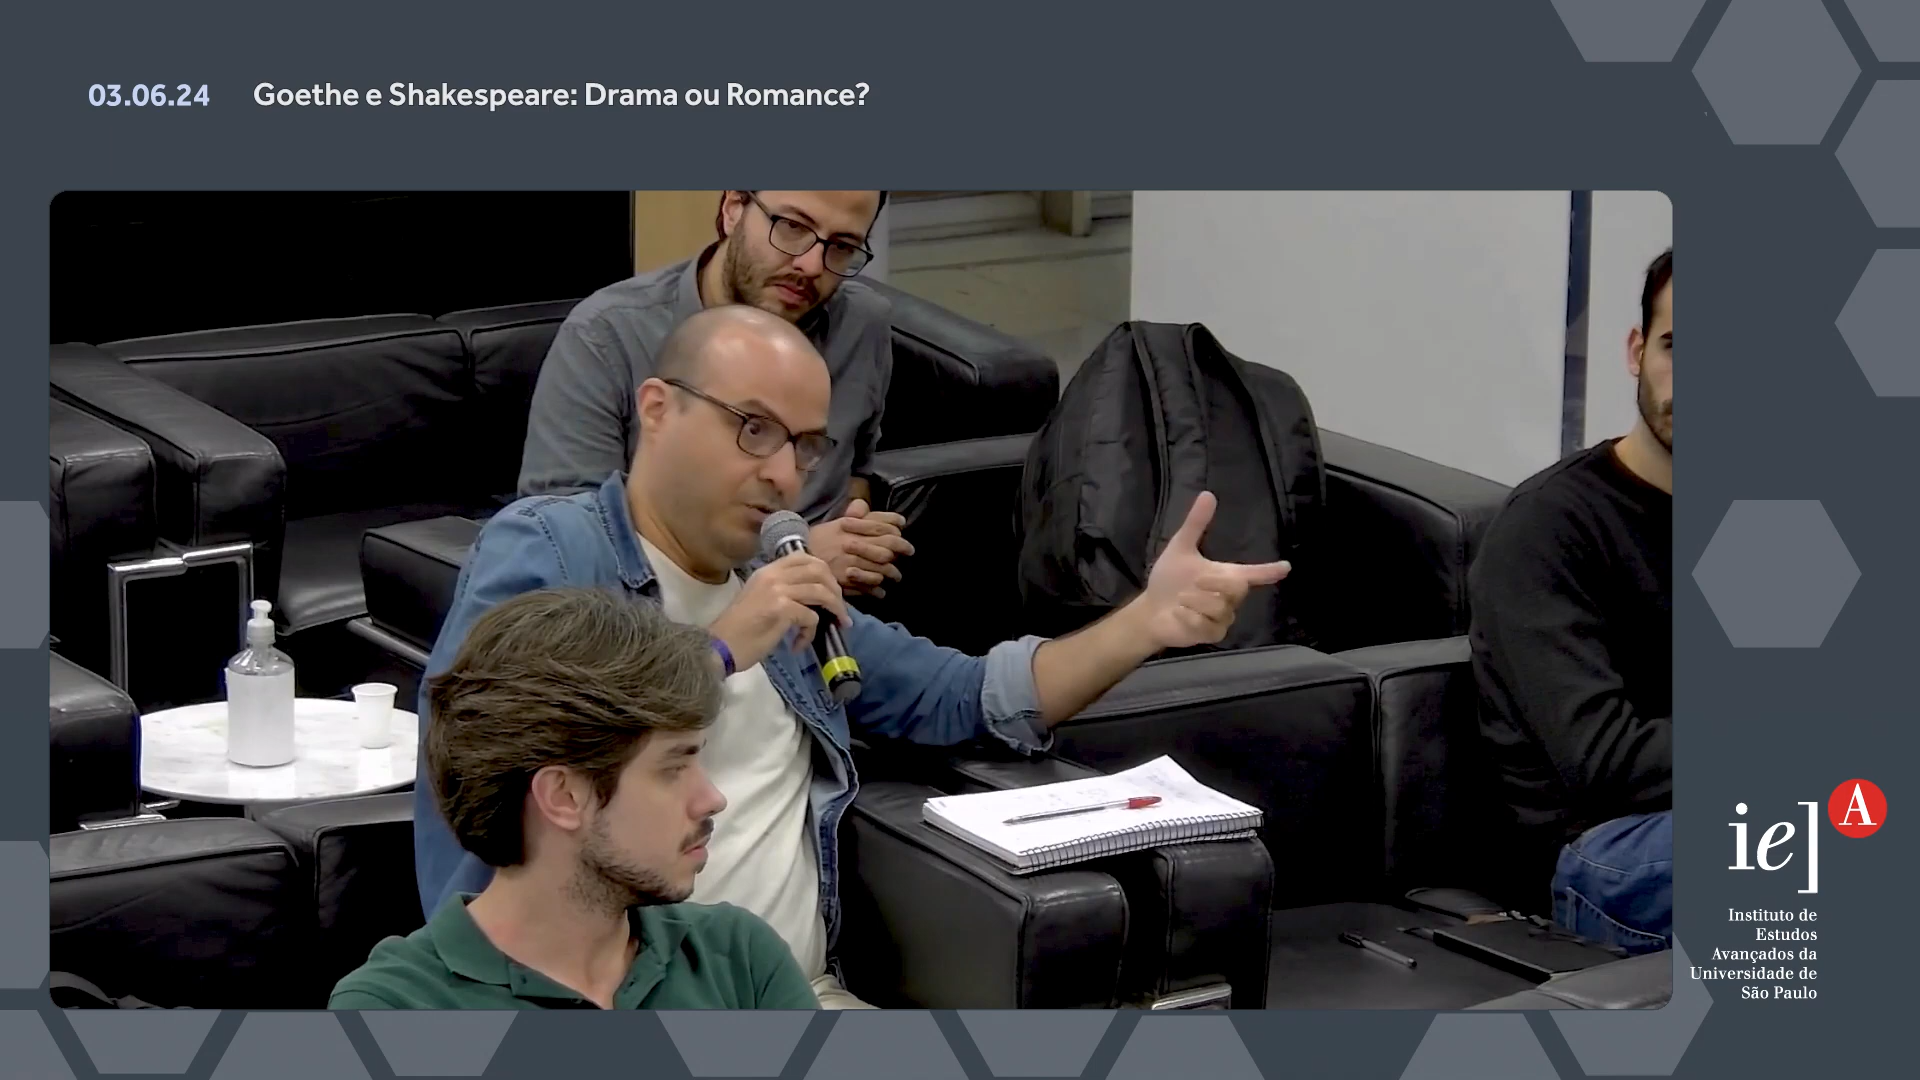 03.06.24 Goethe e Shakespeare: Drama ou Romance?
ie] A
Instituto de
Estudos
Avançados da
Universidade de
São Paulo